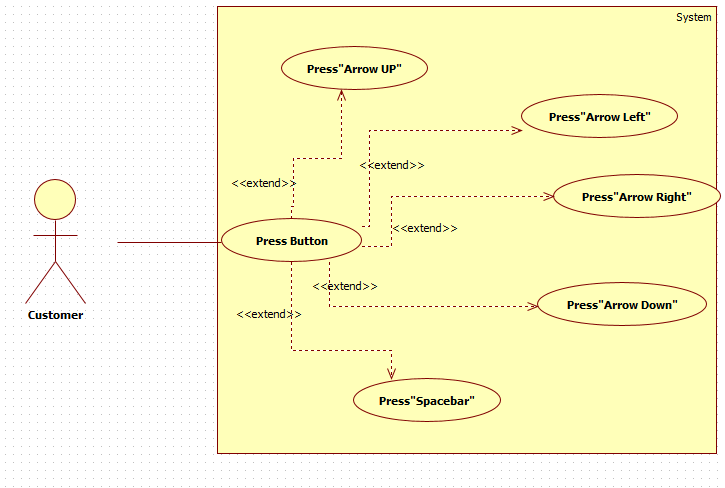 System
Press"Arrow UP"
Press"Arrow Left"
<<extend>>
<<extend>>
Press"Arrow Right"
<<extend>>
Press Button
<<extend>>
Press"Arrow Down"
<<extend>>
Customer
Press"Spacebar"